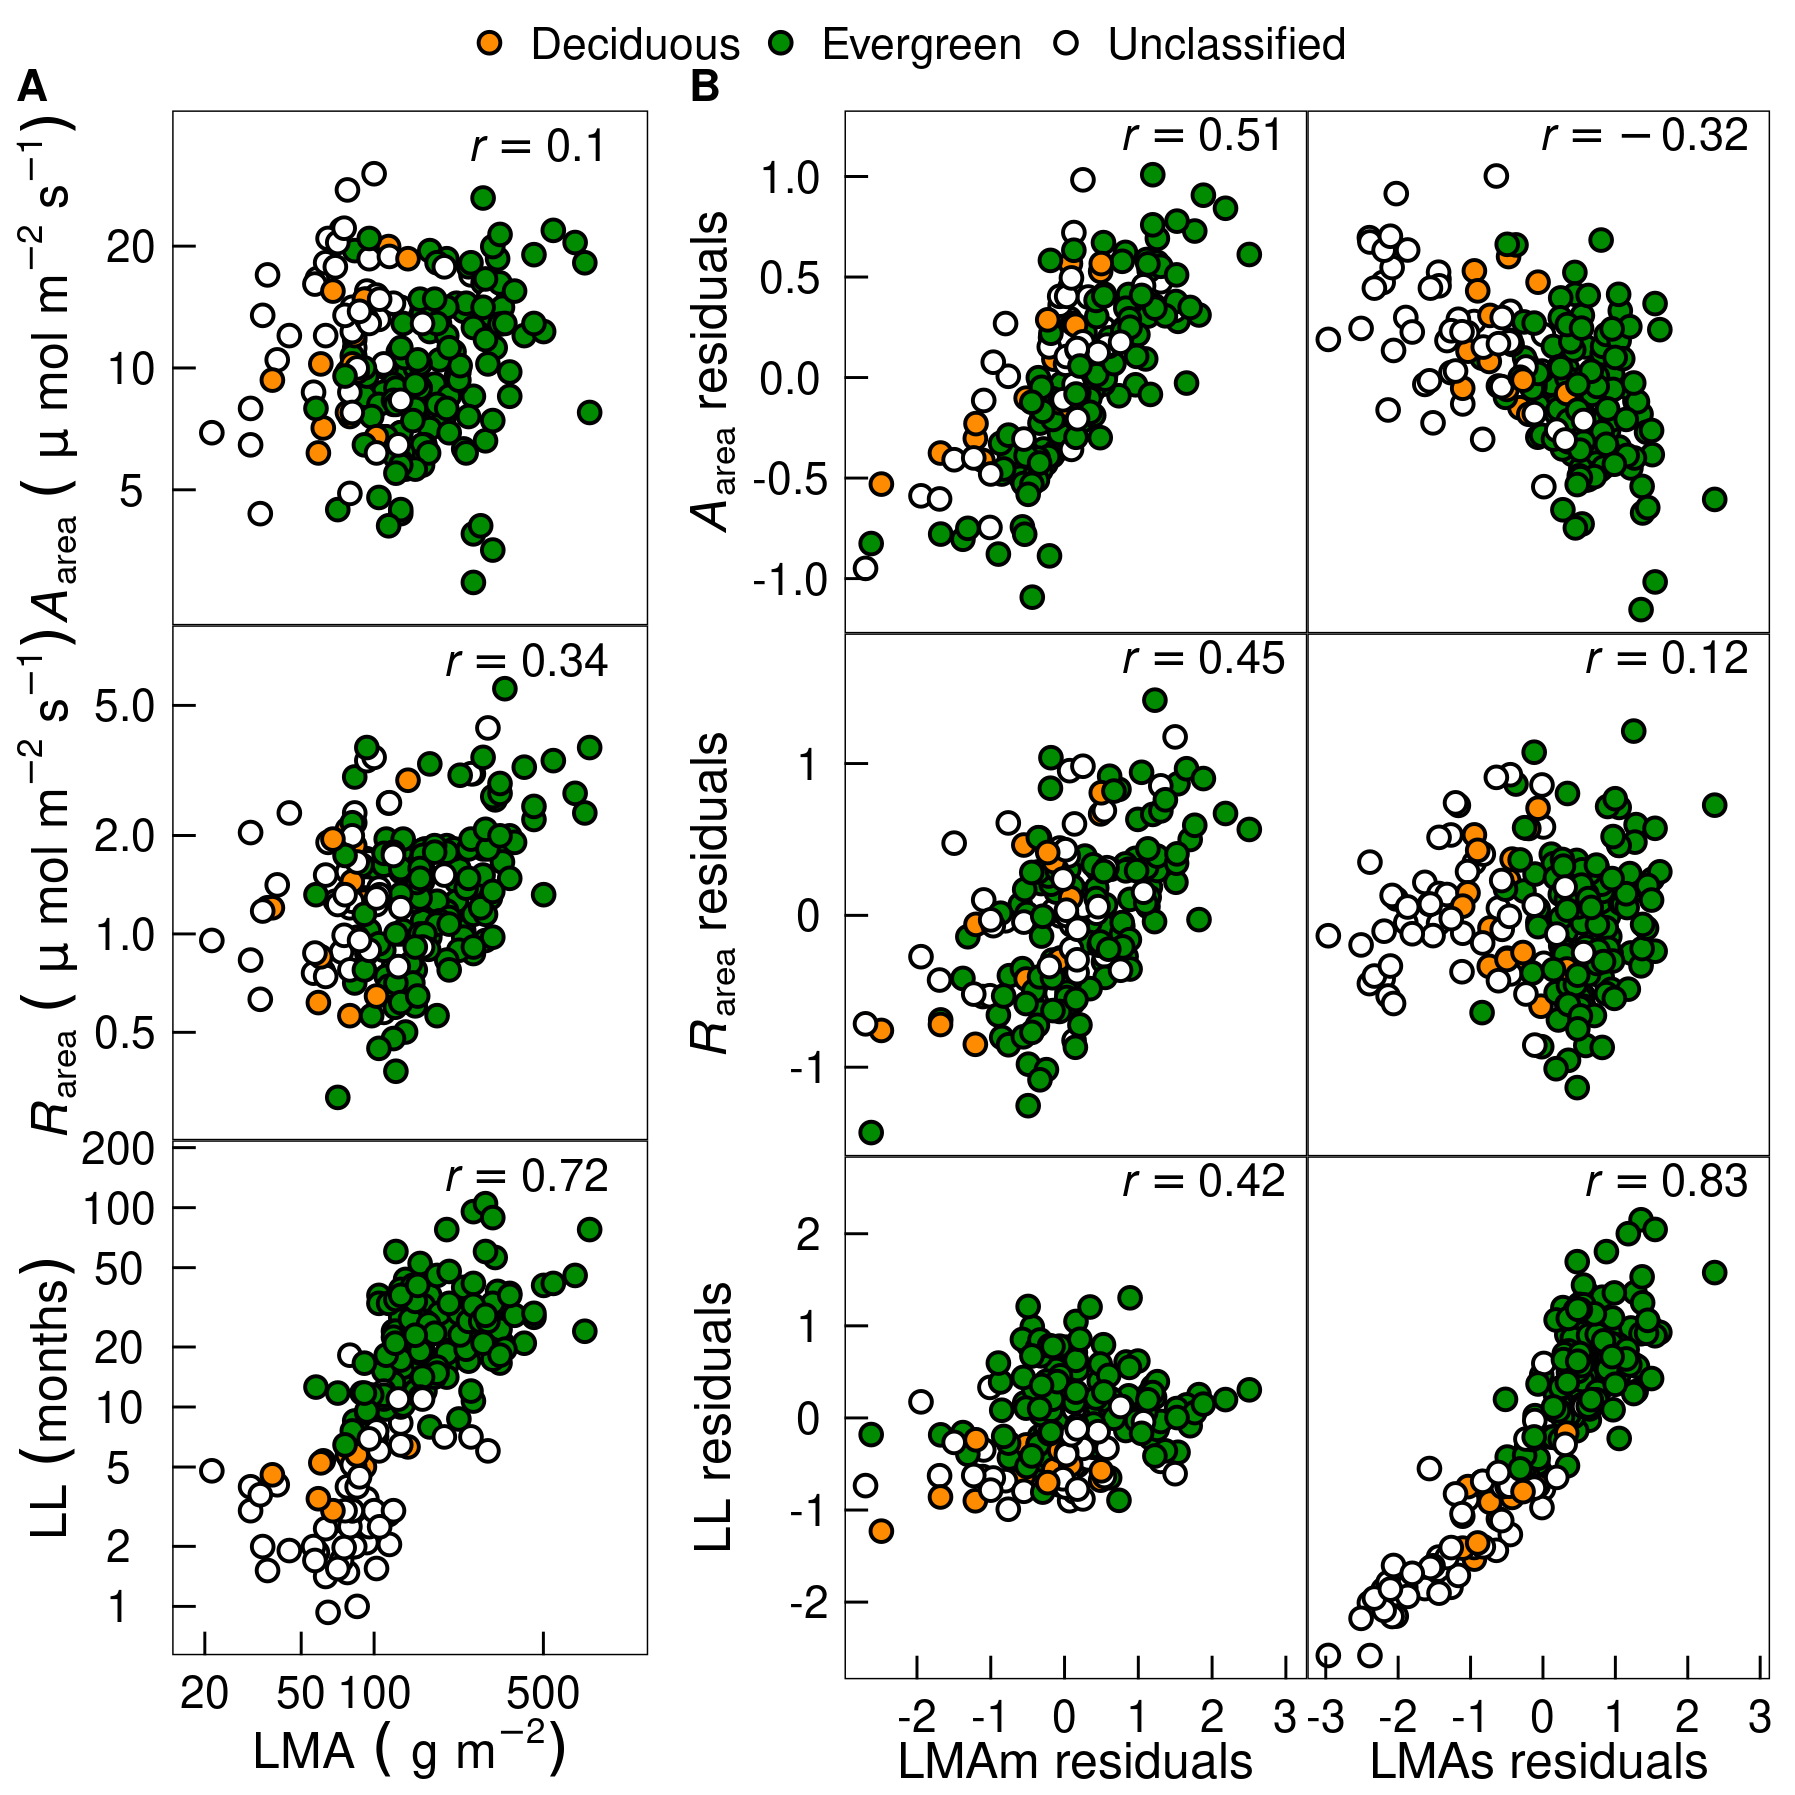 Deciduous Evergreen Unclassified
A
B
A area ( μ mol m −2 s −1 )
20
10
5
r = 0.1
R area ( μ mol m −2 s −1 )
5.0
2.0
1.0
0.5
r = 0.34
LL (months)
200
100
50
20
10
5
2
1
r = 0.72
20 50 100 500
LMA ( g m −2 )
A area residuals
1.0
0.5
0.0
-0.5
-1.0
r = 0.51
r = − 0.32
R area residuals
1
0
-1
r = 0.45
r = 0.12
LL residuals
2
1
0
-1
-2
r = 0.42
r = 0.83
-2 -1 0 1 2 3 -3 -2 -1 0 1 2 3
LMAm residuals LMAs residuals